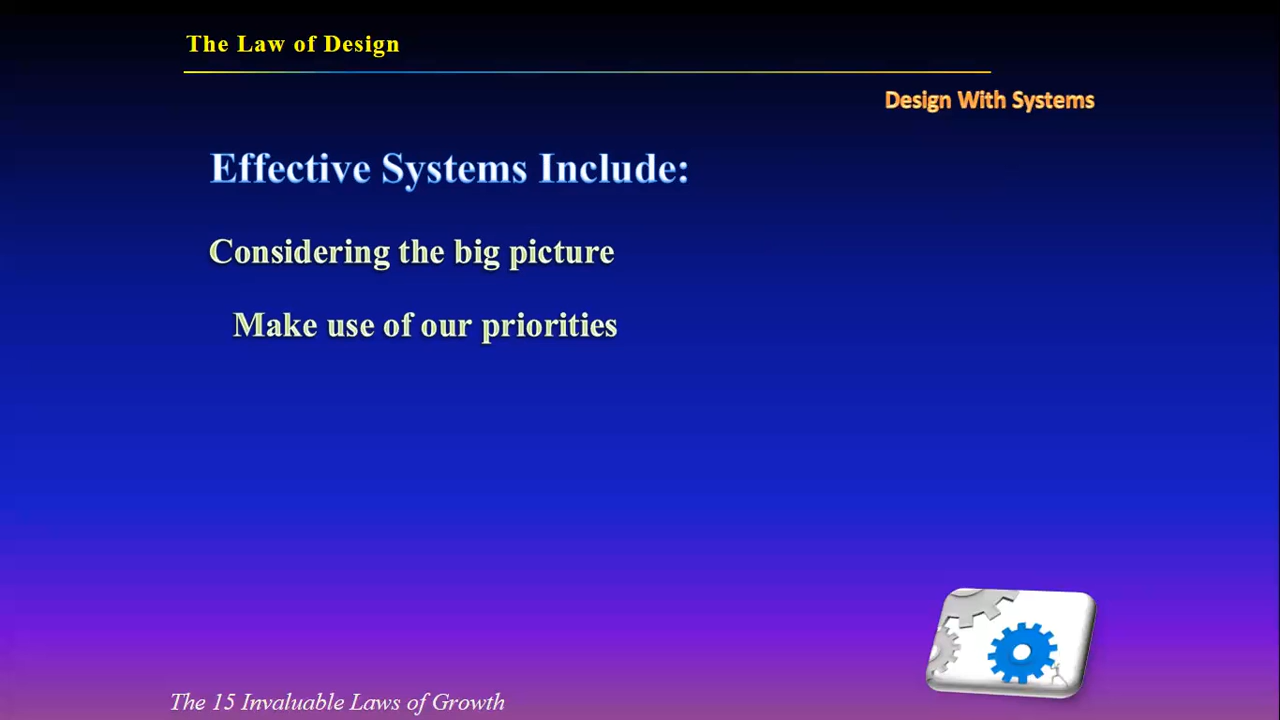 The Law of Design
Design With Systems
Effective Systems Include:
Considering the big picture
Make use of our priorities
The 15 Invaluable Laws of Growth